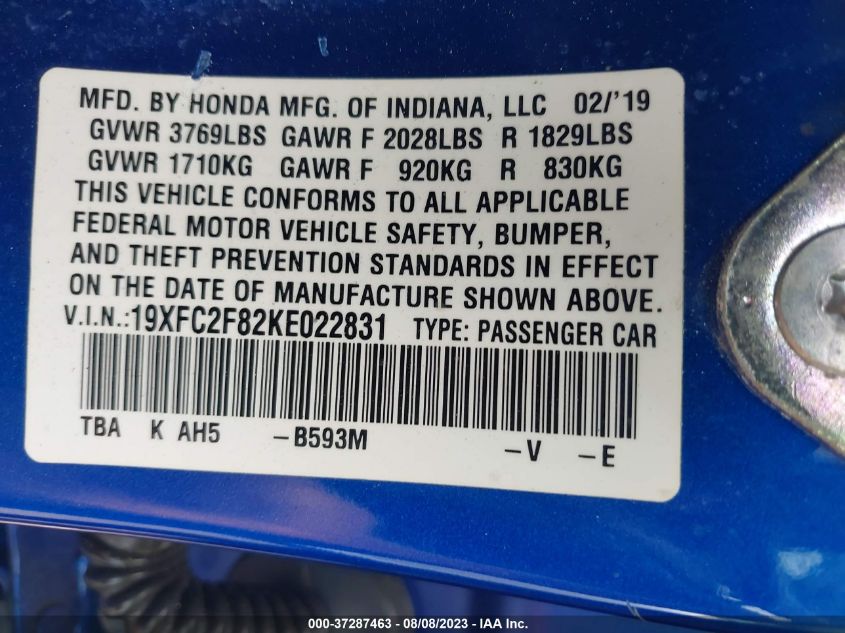 MFD. BY HONDA MFG. OF INDIANA, LLC 02/'19
GVWR 3769LBS GAWR F 2028LBS R 1829LBS
GVWR 1710KG GAWR F 920KG R 830KG
THIS VEHICLE CONFORMS TO ALL APPLICABLE
FEDERAL MOTOR VEHICLE SAFETY, BUMPER,
AND THEFT PREVENTION STANDARDS IN EFFECT
ON THE DATE OF MANUFACTURE SHOWN ABOVE.
V.I.N.:19XFC2F82KE022831 TYPE: PASSENGER CAR
TBA K AH5 -B593M -V -E
000-37287463 - 08/08/2023 - IAA Inc.